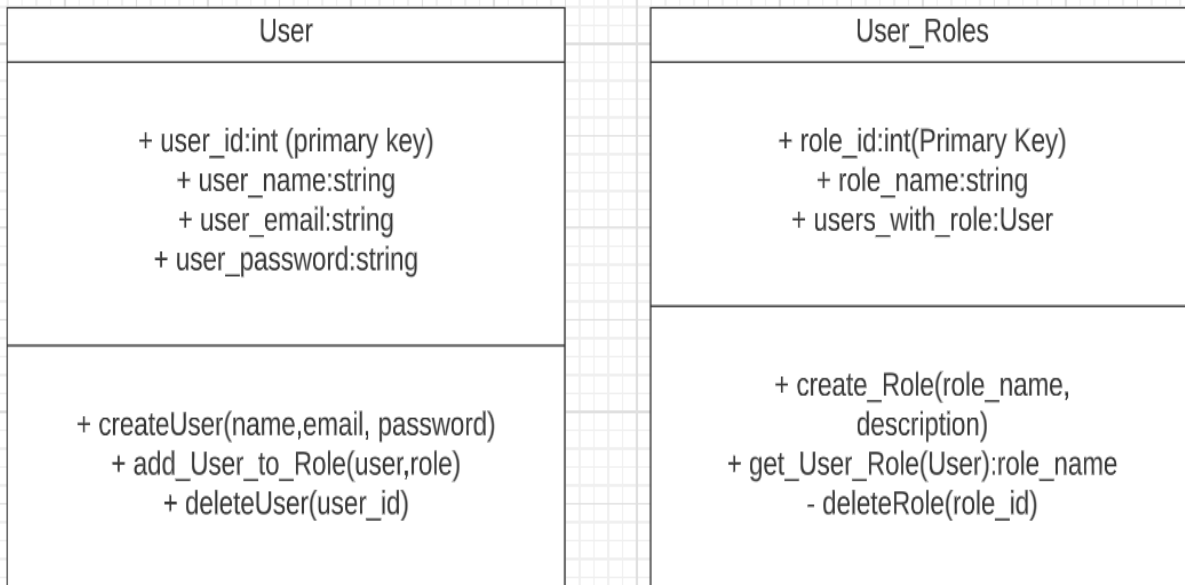 User
+ user_id:int (primary key)
+ user_name:string
+ user_email:string
+ user_password:string
+ createUser(name,email, password)
+ add_User_to_Role(user,role)
+ deleteUser(user_id)
User_Roles
+ role_id:int(Primary Key)
+ role_name:string
+ users_with_role:User
+ create_Role(role_name,
description)
+ get_User_Role(User):role_name
- deleteRole(role_id)